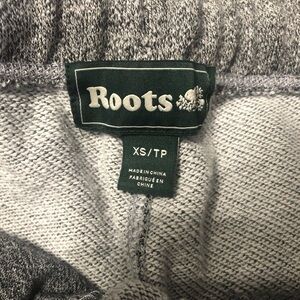 Roots
XS/TP
MADE IN CHINA
FABRIQUÉ EN
CHINE